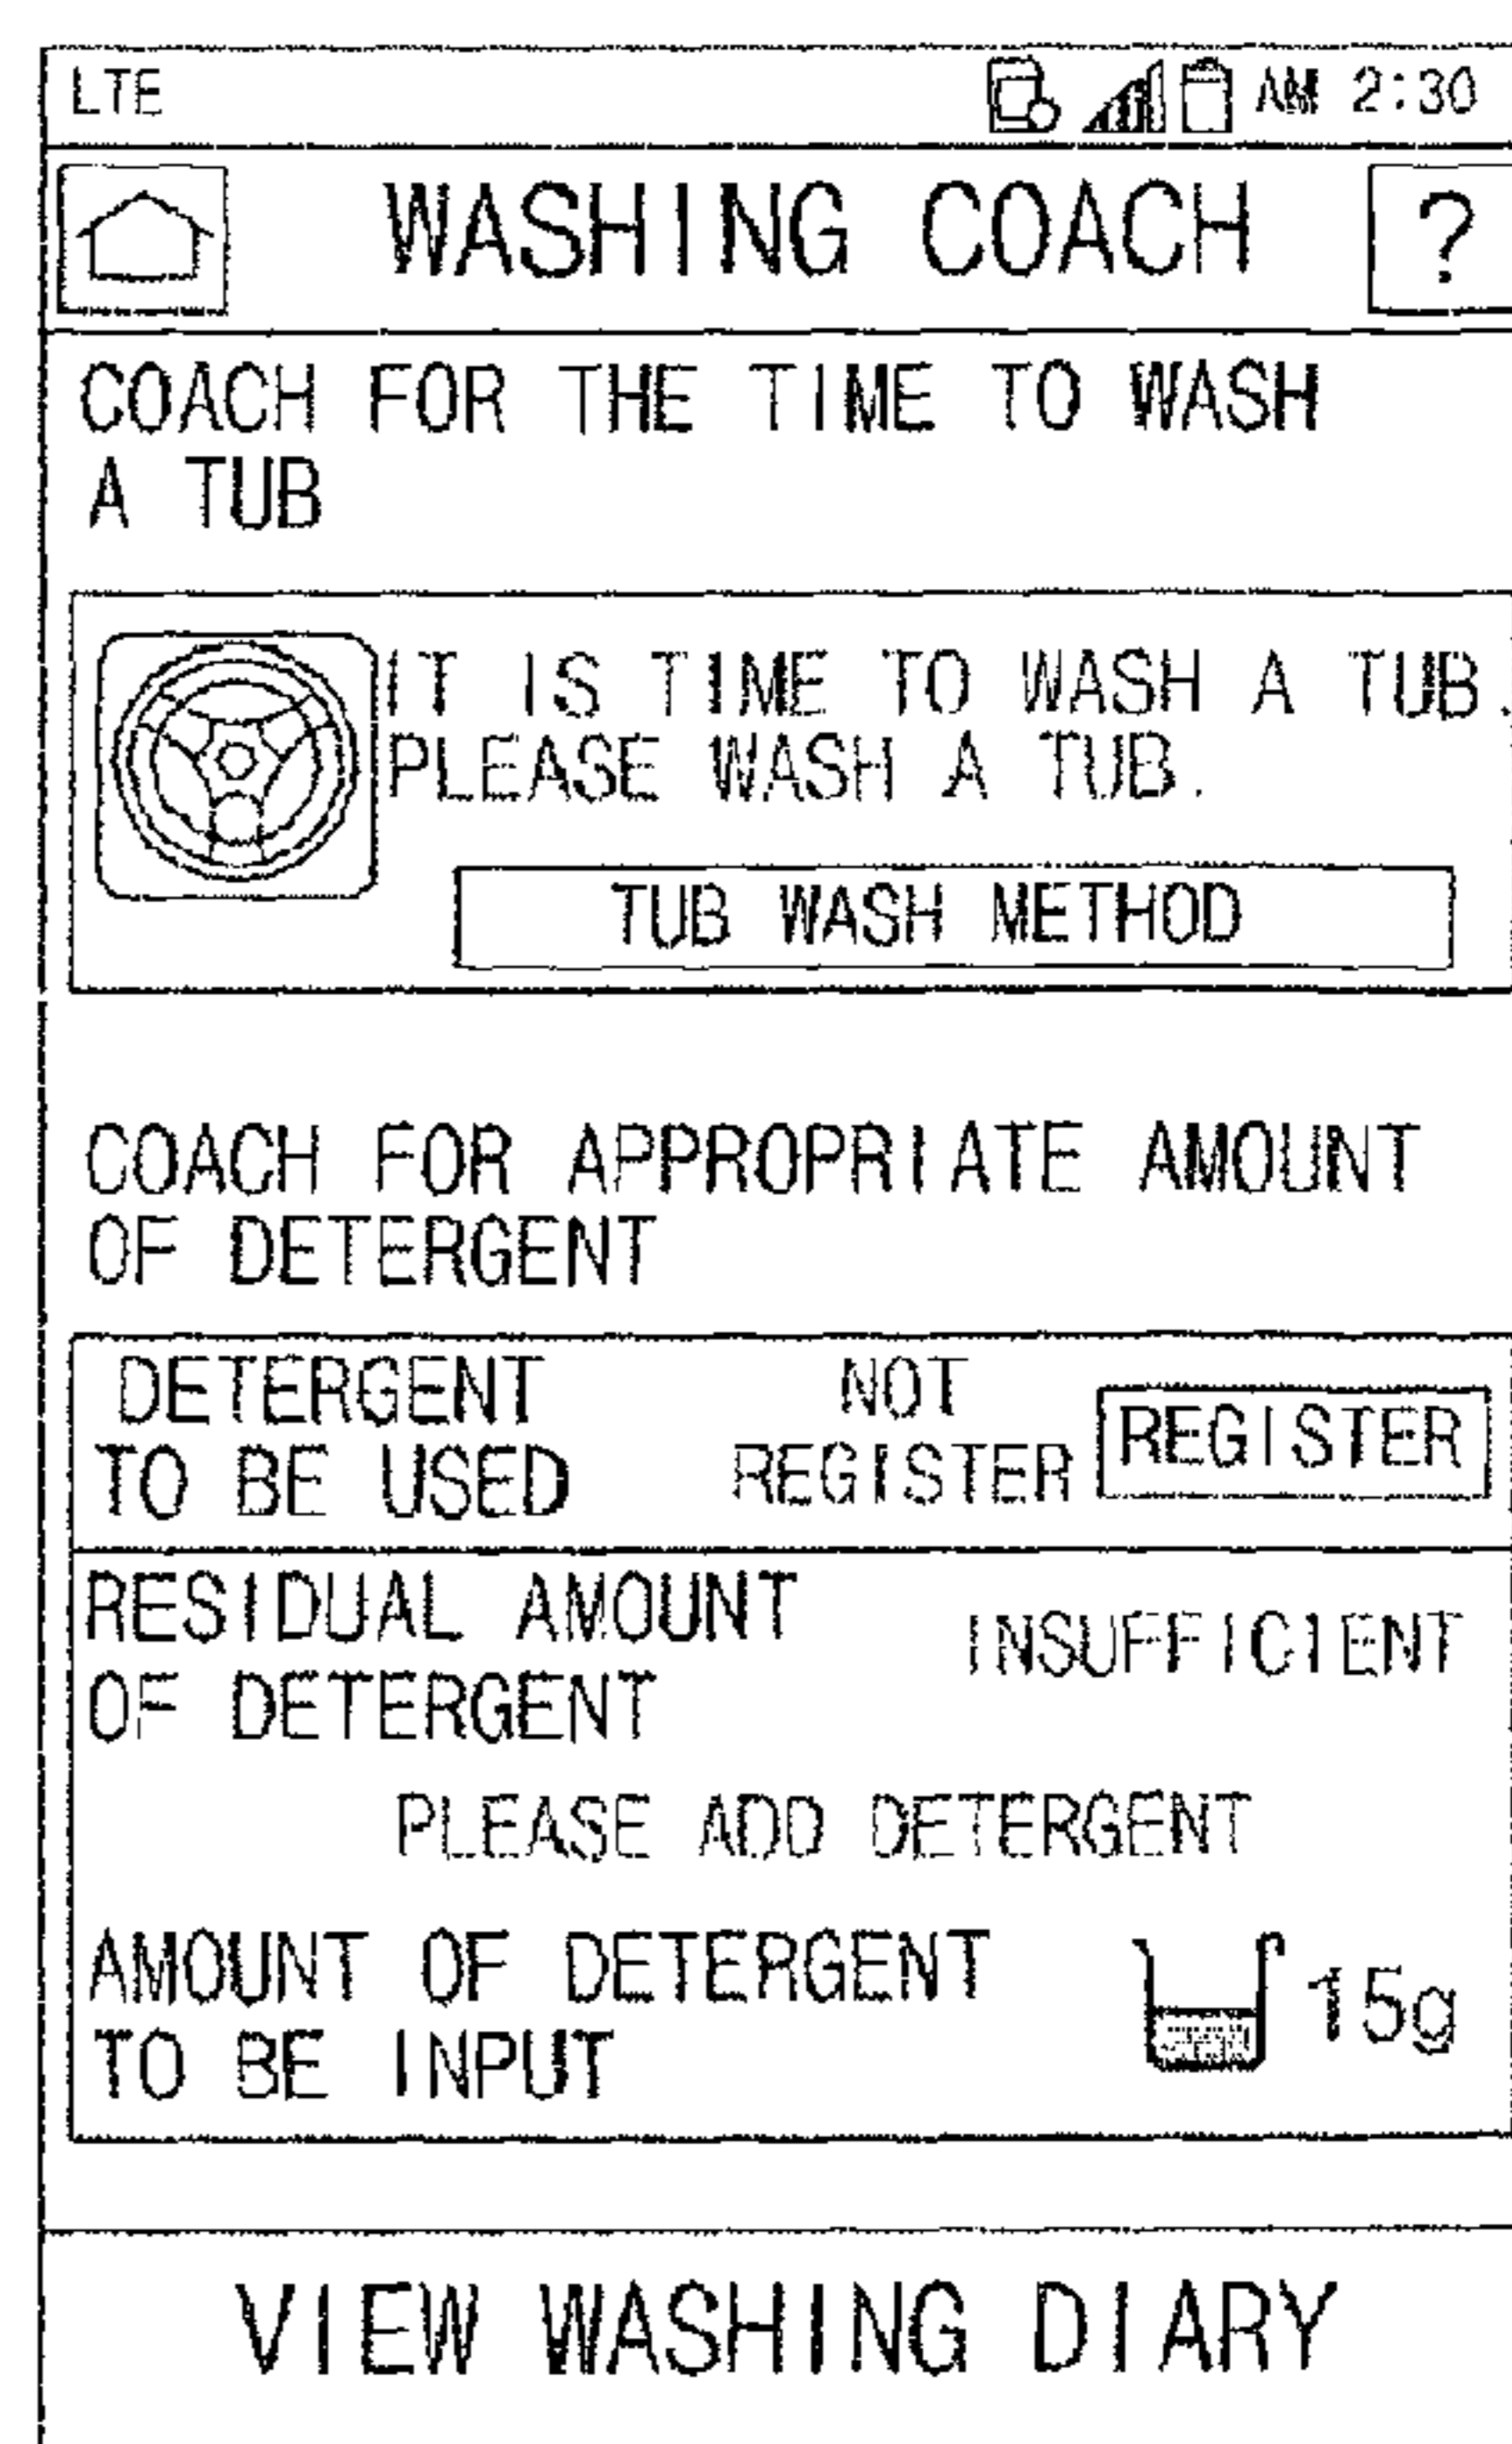 LTE AM 2:30
WASHING COACH ?
COACH FOR THE TIME TO WASH
A TUB
IT IS TIME TO WASH A TUB.
PLEASE WASH A TUB.
TUB WASH METHOD
COACH FOR APPROPRIATE AMOUNT
OF DETERGENT
DETERGENT
TO BE USED
NOT
REGISTER
REGISTER
RESIDUAL AMOUNT
OF DETERGENT
INSUFFICIENT
PLEASE ADD DETERGENT
AMOUNT OF DETERGENT
TO BE INPUT
15g
VIEW WASHING DIARY